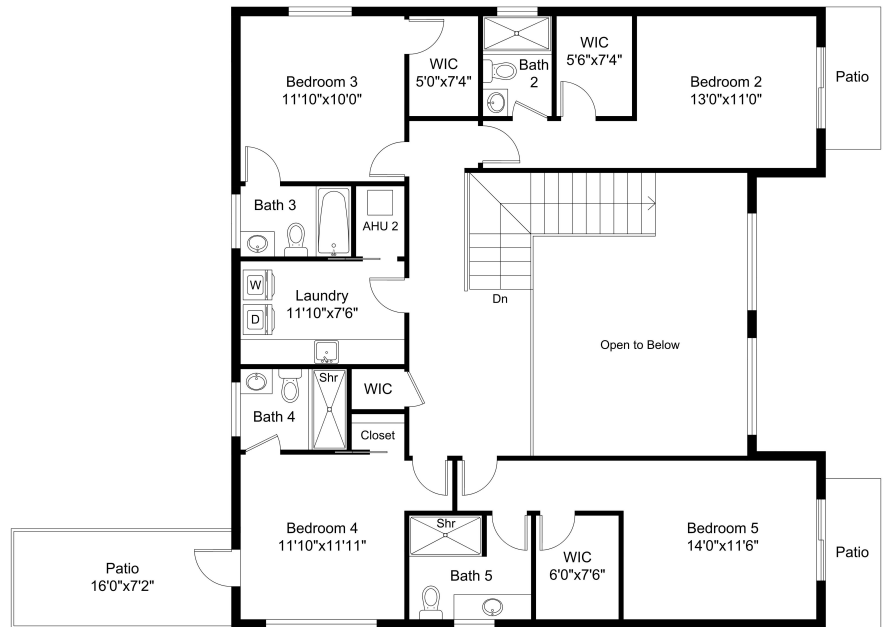 Bedroom 3
11'10"x10'0"
WIC
5'0"x7'4"
Bath
2
WIC
5'6"x7'4"
Bedroom 2
13'0"x11'0"
Patio
Bath 3
AHU 2
W
D
Laundry
11'10"x7'6"
Dn
Open to Below
Shr
WIC
Bath 4
Closet
Bedroom 4
11'10"x11'11"
Patio
16'0"x7'2"
Shr
Bath 5
WIC
6'0"x7'6"
Bedroom 5
14'0"x11'6"
Patio